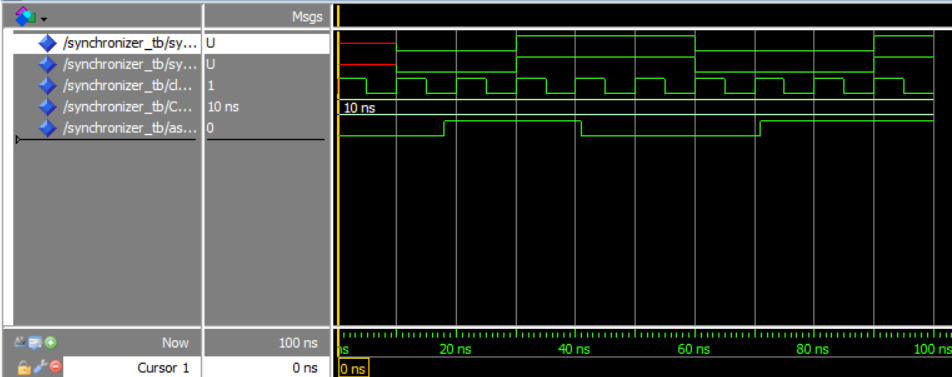 Msgs
/synchronizer_tb/sy... U
/synchronizer_tb/sy... U
/synchronizer_tb/cl... 1
/synchronizer_tb/C... 10 ns 10 ns
/synchronizer_tb/as... 0
Now 100 ns ns 20 ns 40 ns 60 ns 80 ns 100 ns
Cursor 1 0 ns 0 ns